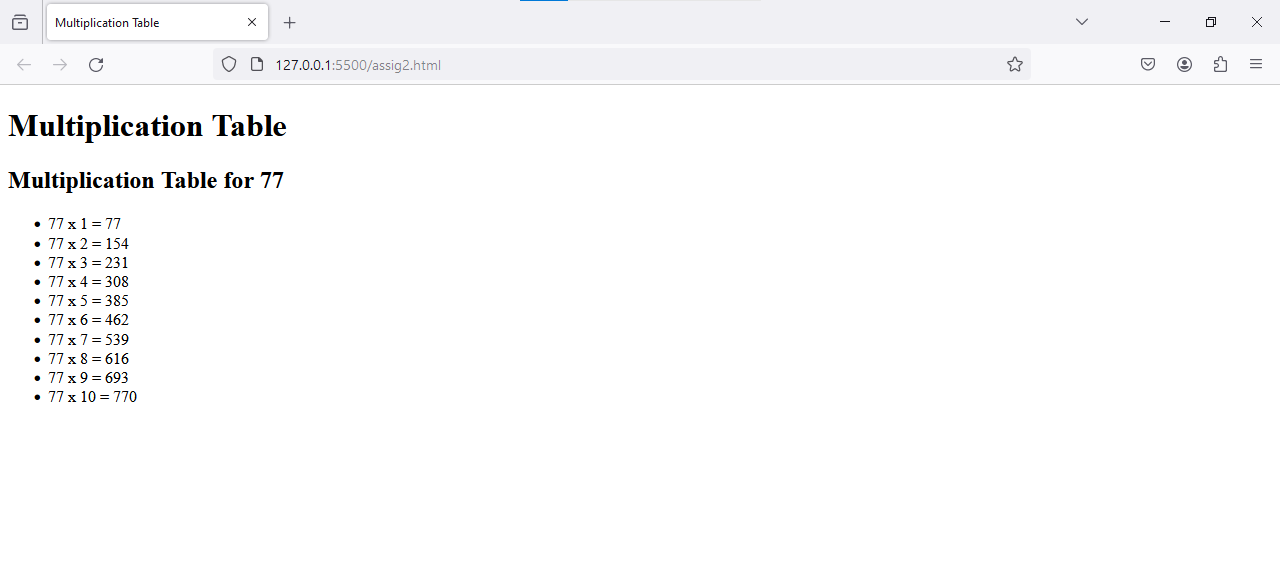 Multiplication Table
127.0.0.1:5500/assig2.html
Multiplication Table
Multiplication Table for 77
77 x 1 = 77
77 x 2 = 154
77 x 3 = 231
77 x 4 = 308
77 x 5 = 385
77 x 6 = 462
77 x 7 = 539
77 x 8 = 616
77 x 9 = 693
77 x 10 = 770